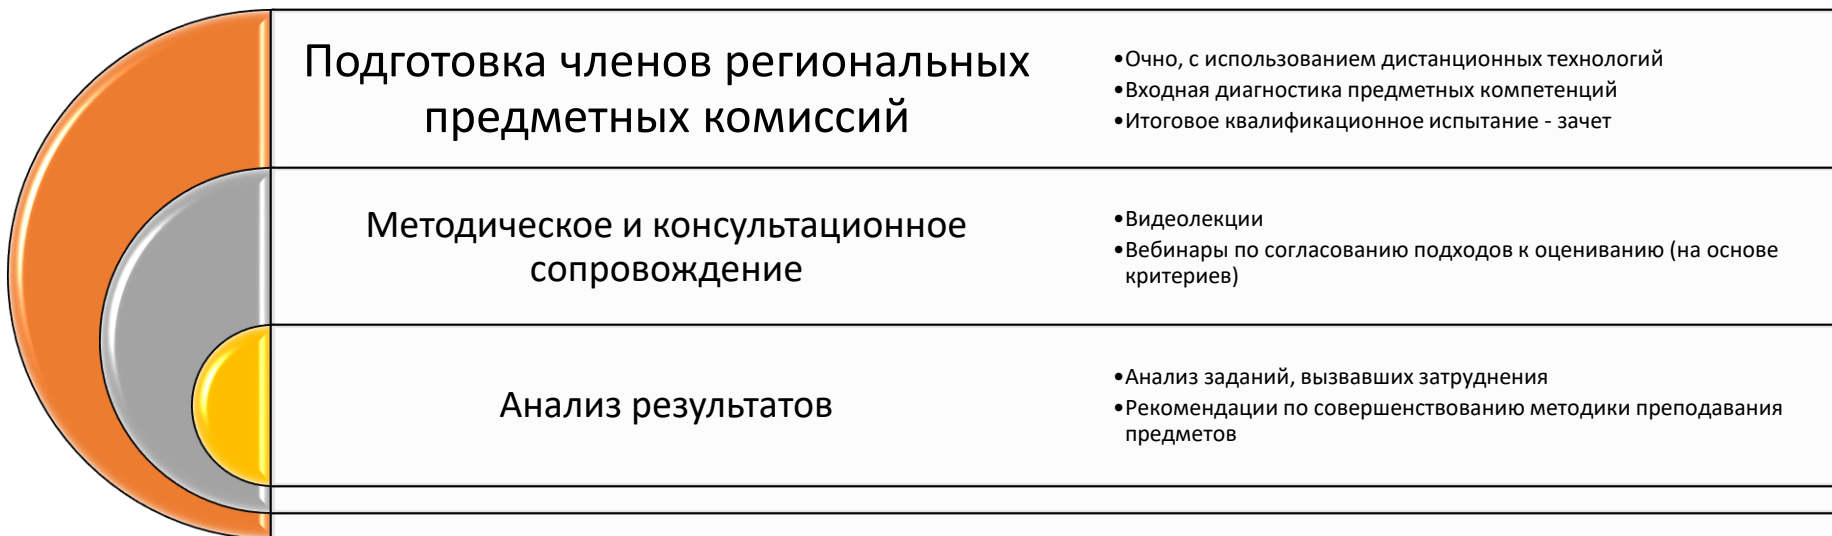 Подготовка членов региональных
предметных комиссий
•Очно, с использованием дистанционных технологий
•Входная диагностика предметных компетенций
•Итоговое квалификационное испытание - зачет
Методическое и консультационное
сопровождение
•Видеолекции
•Вебинары по согласованию подходов к оцениванию (на основе
критериев)
Анализ результатов
•Анализ заданий, вызвавших затруднения
•Рекомендации по совершенствованию методики преподавания
предметов